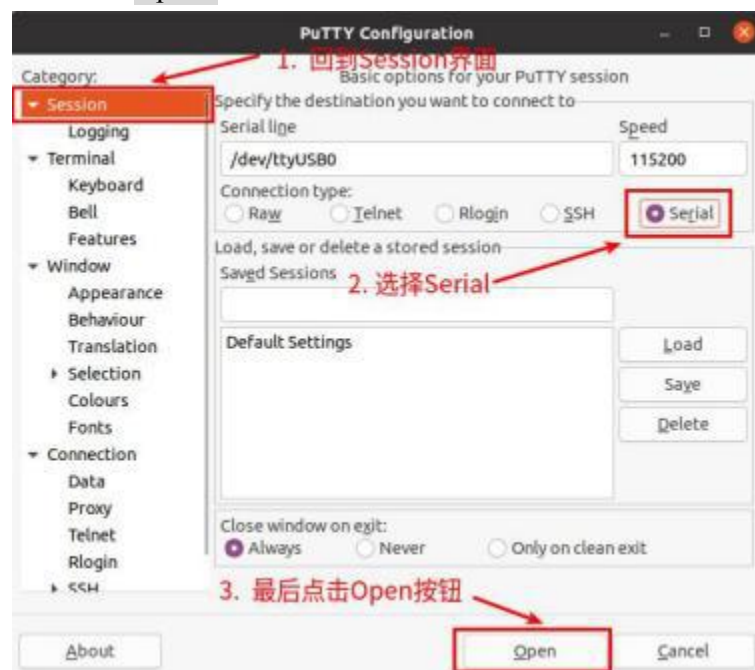 PuTTY Configuration
1. 回到Session界面
Category:
Basic options for your PuTTY session
Session
Specify the destination you want to connect to
Logging
Serial line
Speed
Terminal
/dev/ttyUSB0
115200
Keyboard
Connection type:
Bell
Raw
Telnet
Rlogin
SSH
Serial
Features
Load, save or delete a stored session
Window
Saved Sessions
2. 选择Serial
Appearance
Behaviour
Translation
Default Settings
Load
Selection
Save
Colours
Fonts
Delete
Connection
Data
Proxy
Telnet
Close window on exit:
Always
Never
Only on clean exit
Rlogin
SSH
3. 最后点击Open按钮
About
Open
Cancel